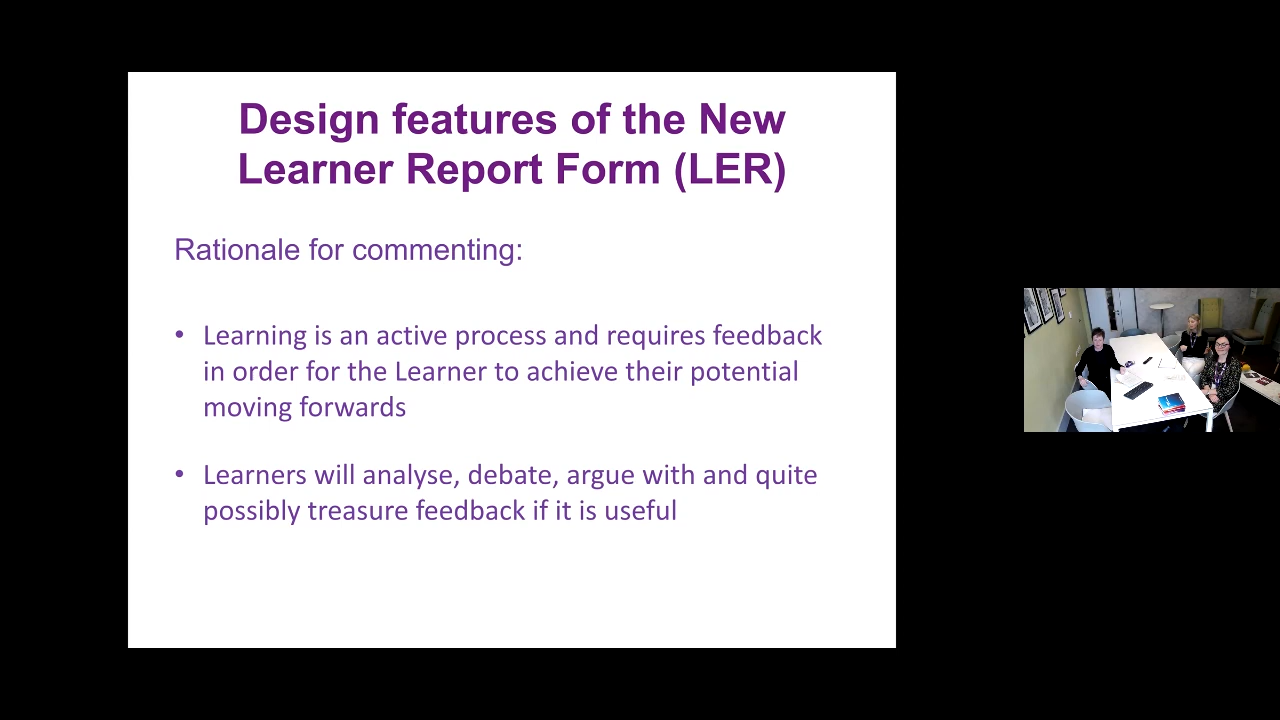 Design features of the New
Learner Report Form (LER)
Rationale for commenting:
• Learning is an active process and requires feedback
in order for the Learner to achieve their potential
moving forwards
• Learners will analyse, debate, argue with and quite
possibly treasure feedback if it is useful